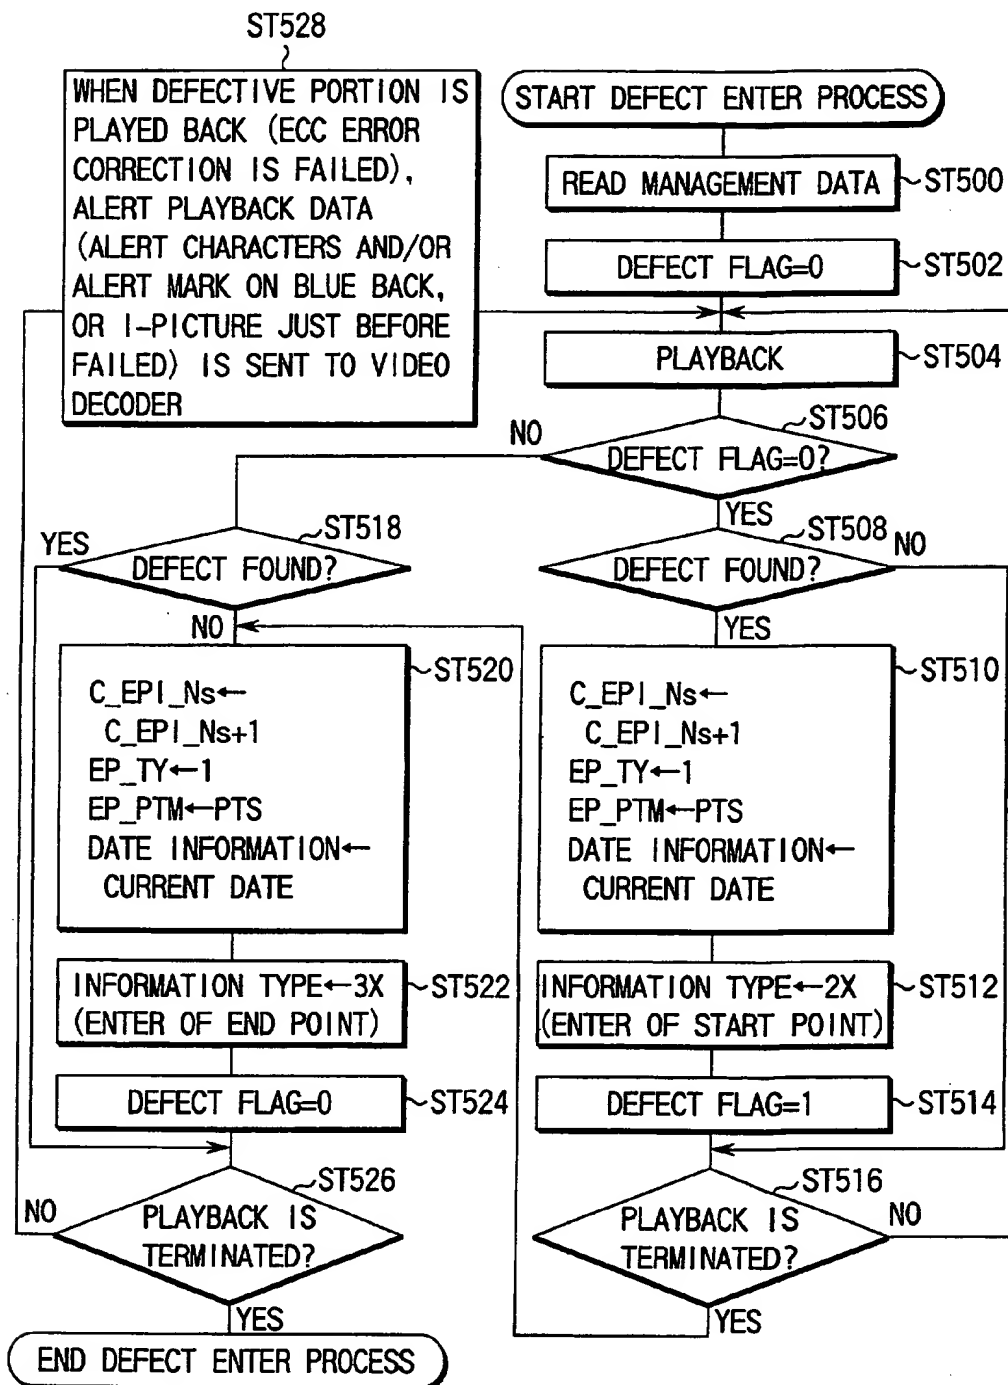 ST528
WHEN DEFECTIVE PORTION IS
PLAYED BACK (ECC ERROR
CORRECTION IS FAILED),
ALERT PLAYBACK DATA
(ALERT CHARACTERS AND/OR
ALERT MARK ON BLUE BACK,
OR I-PICTURE JUST BEFORE
FAILED) IS SENT TO VIDEO
DECODER
START DEFECT ENTER PROCESS
READ MANAGEMENT DATA
ST500
DEFECT FLAG=0
ST502
PLAYBACK
ST504
ST506
DEFECT FLAG=0?
NO
YES
ST518
YES
DEFECT FOUND?
NO
ST508
NO
DEFECT FOUND?
YES
ST520
C_EPI_Ns←
C_EPI_Ns+1
EP_TY←1
EP_PTM←PTS
DATE INFORMATION←
CURRENT DATE
ST510
C_EPI_Ns←
C_EPI_Ns+1
EP_TY←1
EP_PTM←PTS
DATE INFORMATION←
CURRENT DATE
INFORMATION TYPE←3X
(ENTER OF END POINT)
ST522
INFORMATION TYPE←2X
(ENTER OF START POINT)
ST512
DEFECT FLAG=0
ST524
DEFECT FLAG=1
ST514
ST526
NO
PLAYBACK IS
TERMINATED?
YES
ST516
PLAYBACK IS
TERMINATED?
NO
YES
END DEFECT ENTER PROCESS